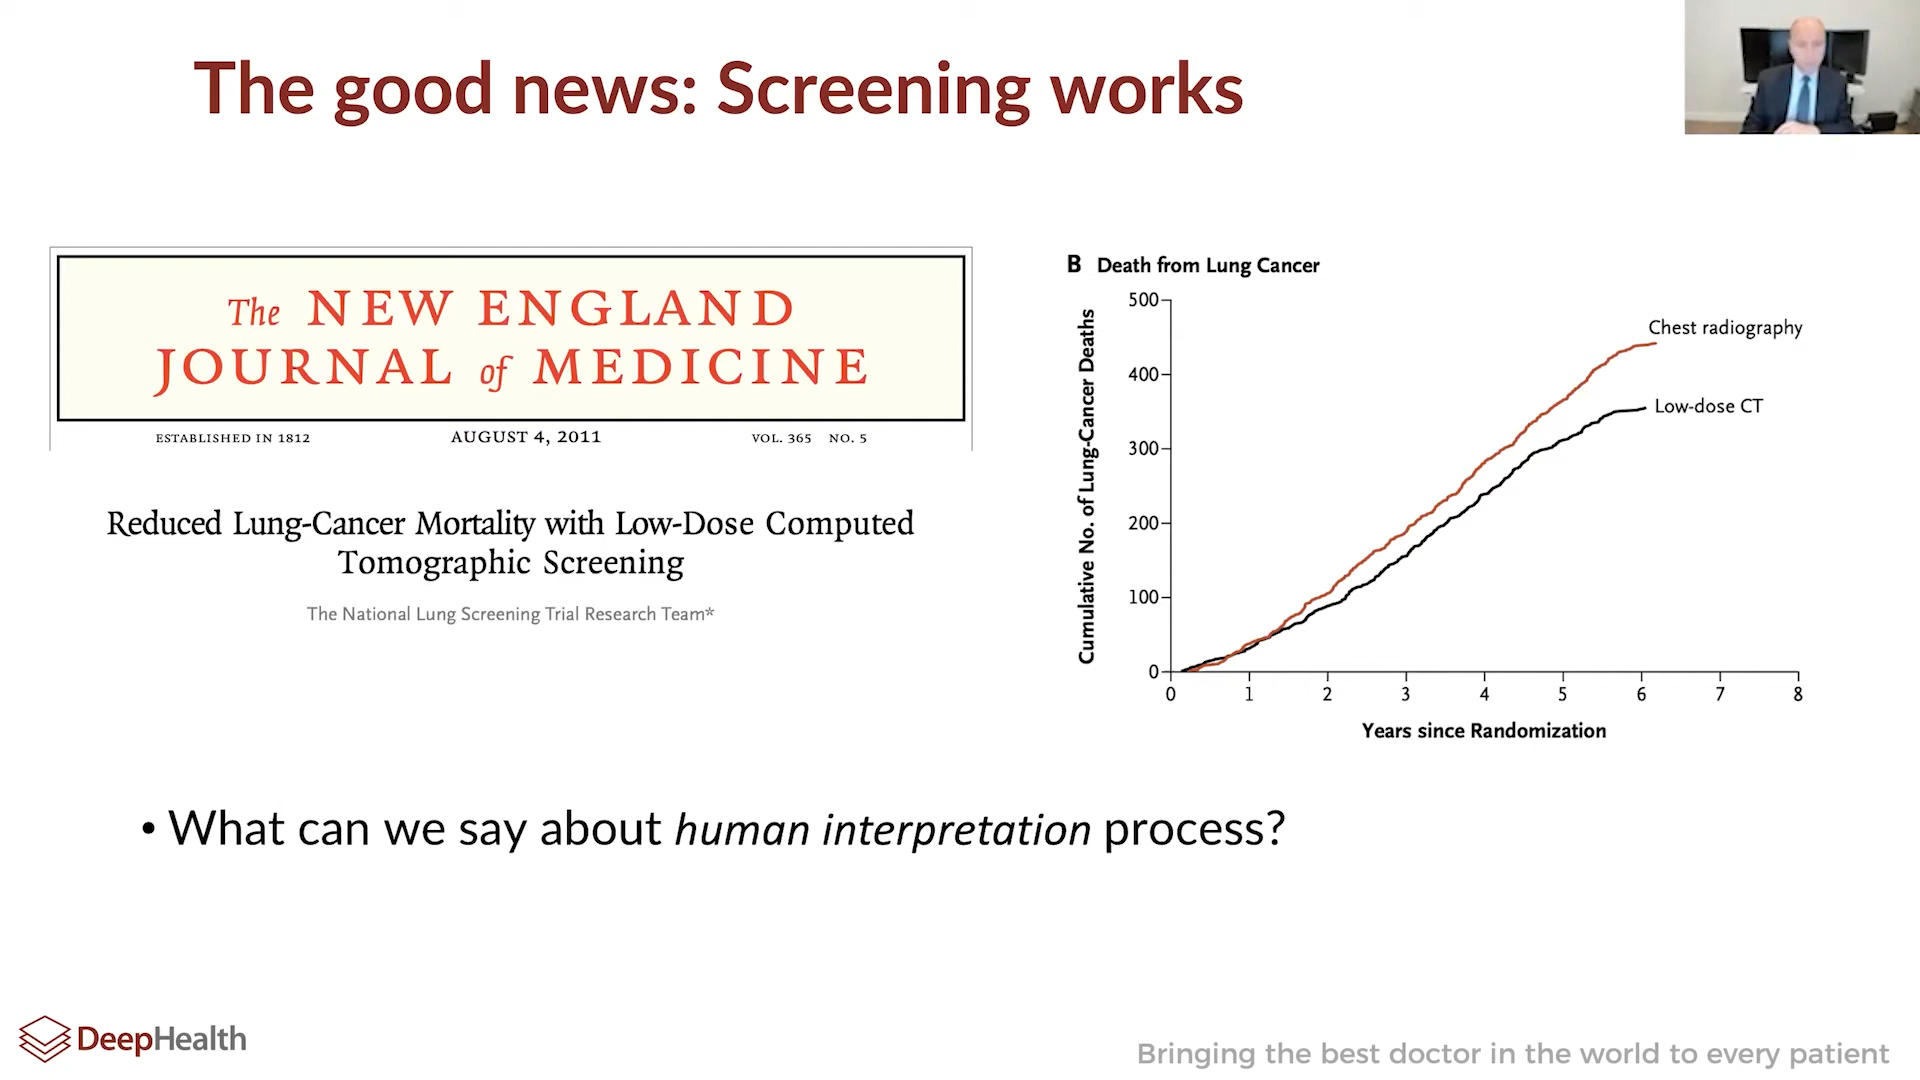 The good news: Screening works
The NEW ENGLAND
JOURNAL of MEDICINE
ESTABLISHED IN 1812 AUGUST 4, 2011 VOL. 365 NO. 5
Reduced Lung-Cancer Mortality with Low-Dose Computed
Tomographic Screening
The National Lung Screening Trial Research Team*
B Death from Lung Cancer
Cumulative No. of Lung-Cancer Deaths
500
400
300
200
100
0
Chest radiography
Low-dose CT
0 1 2 3 4 5 6 7 8
Years since Randomization
• What can we say about human interpretation process?
DeepHealth
Bringing the best doctor in the world to every patient